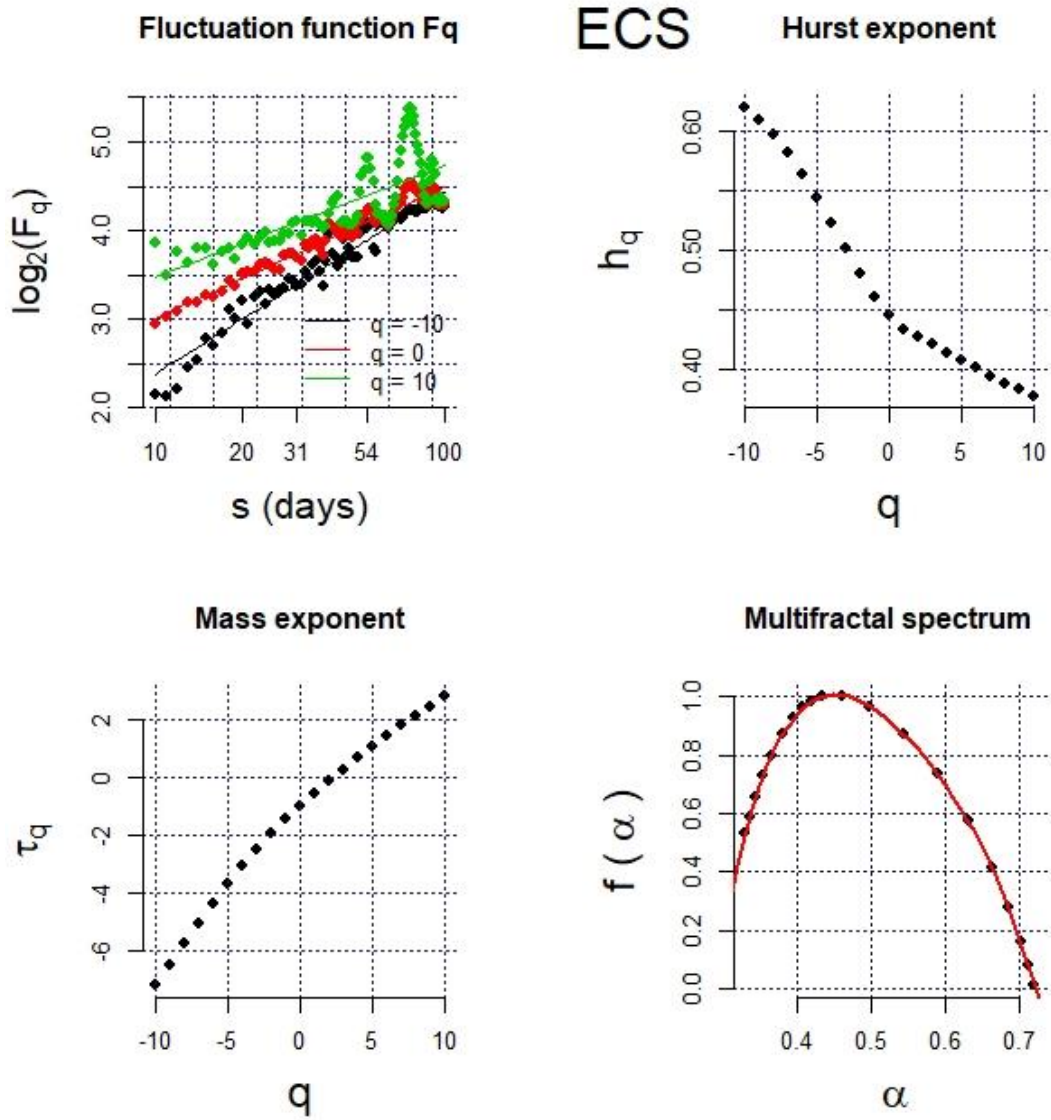 ECS
Fluctuation function Fq
log₂(F_q)
2.0 3.0 4.0 5.0
q = -10
q = 0
q = 10
10 20 31 54 100
s (days)
Hurst exponent
h_q
0.40 0.50 0.60
-10 -5 0 5 10
q
Mass exponent
τ_q
-6 -4 -2 0 2
-10 -5 0 5 10
q
Multifractal spectrum
f ( α )
0.0 0.2 0.4 0.6 0.8 1.0
0.4 0.5 0.6 0.7
α